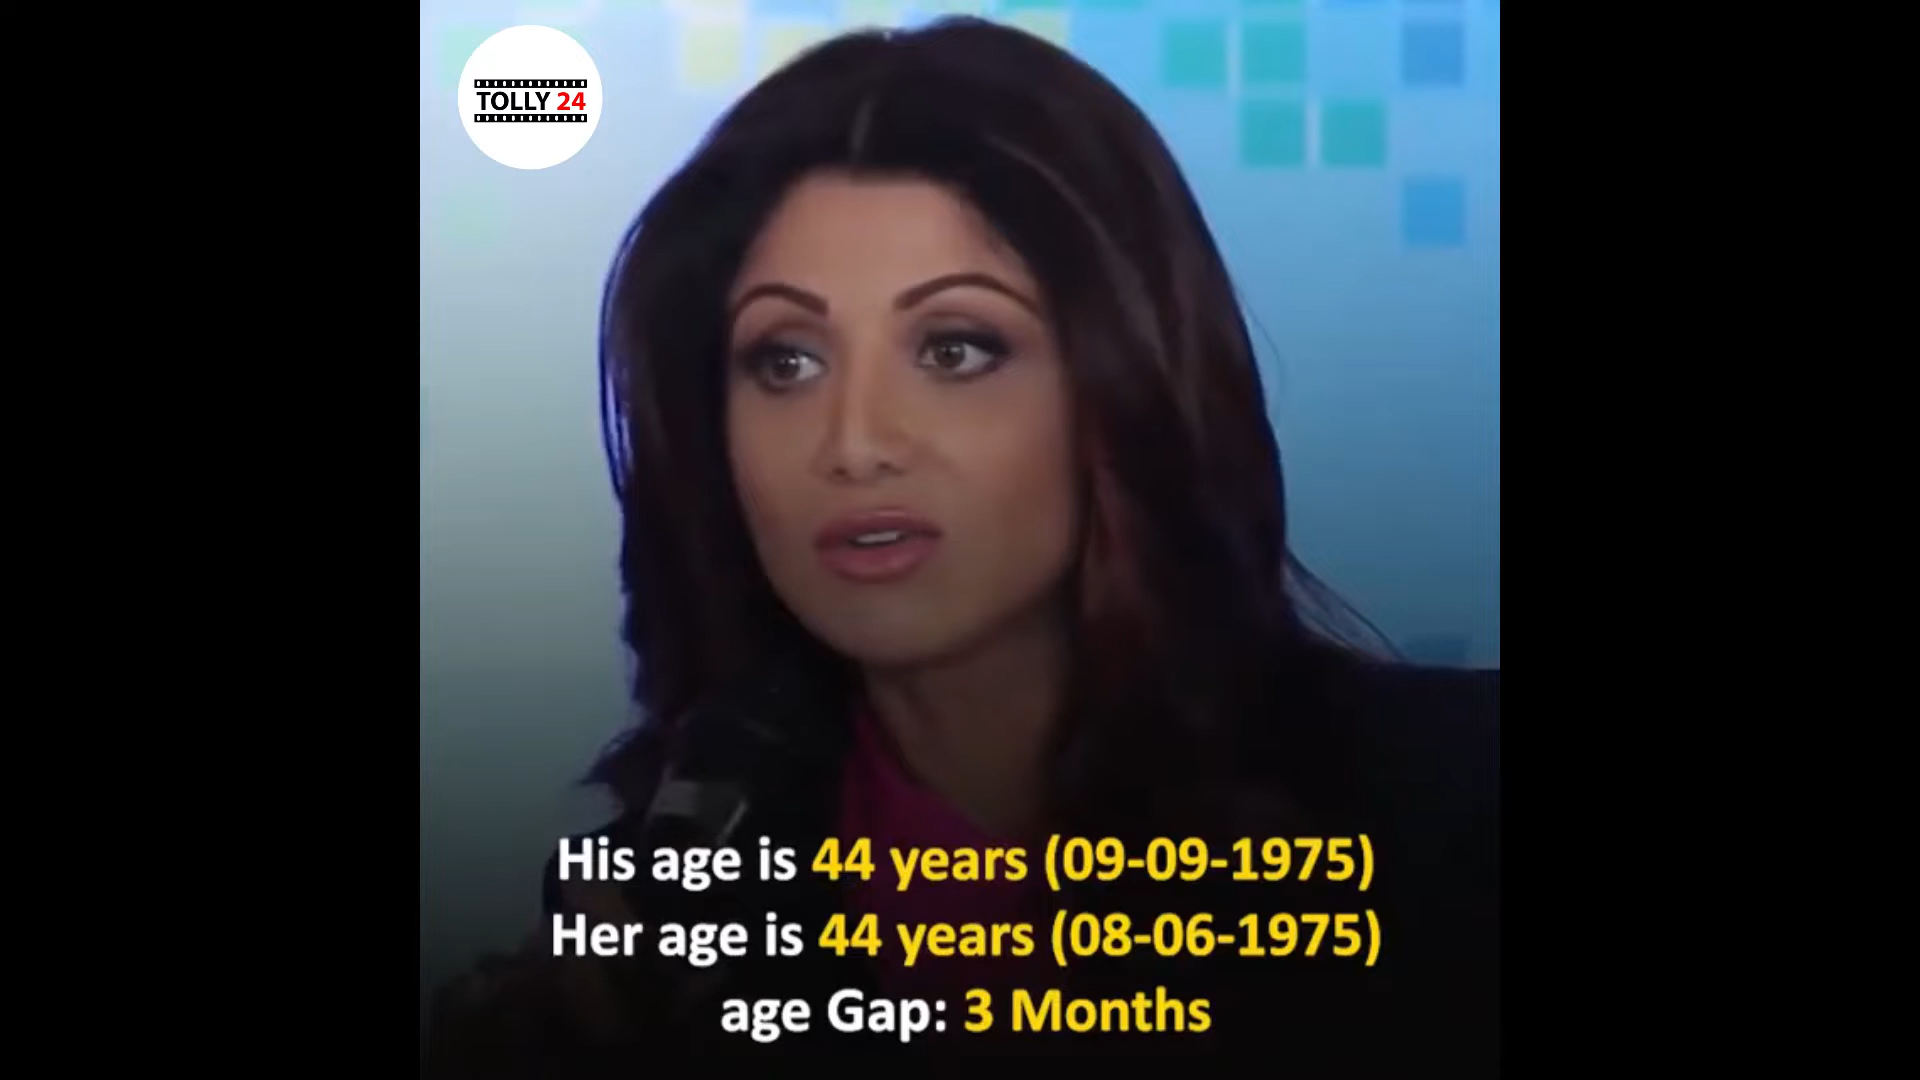 TOLLY 24
His age is 44 years (09-09-1975)
Her age is 44 years (08-06-1975)
age Gap: 3 Months